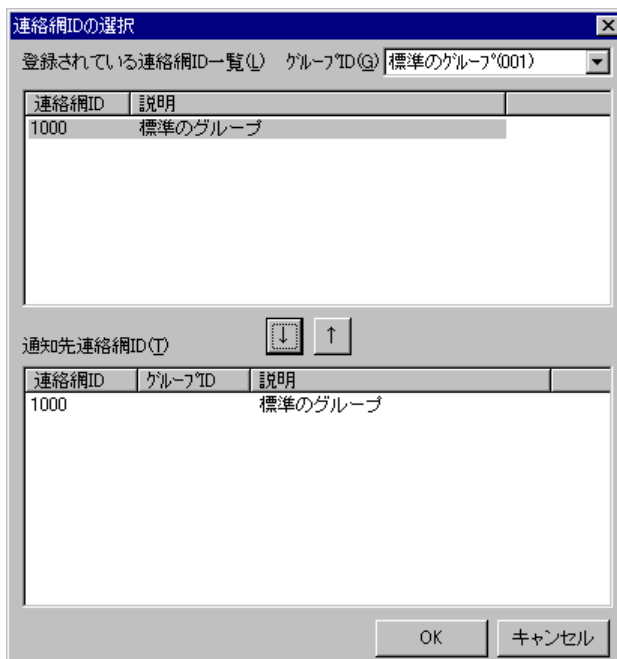 連絡網IDの選択
登録されている連絡網ID一覧(L) ｸﾞﾙｰﾌﾟID(G) 標準のｸﾞﾙｰﾌﾟ(001)
連絡網ID 説明
1000 標準のグループ
↓ ↑
通知先連絡網ID(T)
連絡網ID ｸﾞﾙｰﾌﾟID 説明
1000 標準のグループ
OK キャンセル